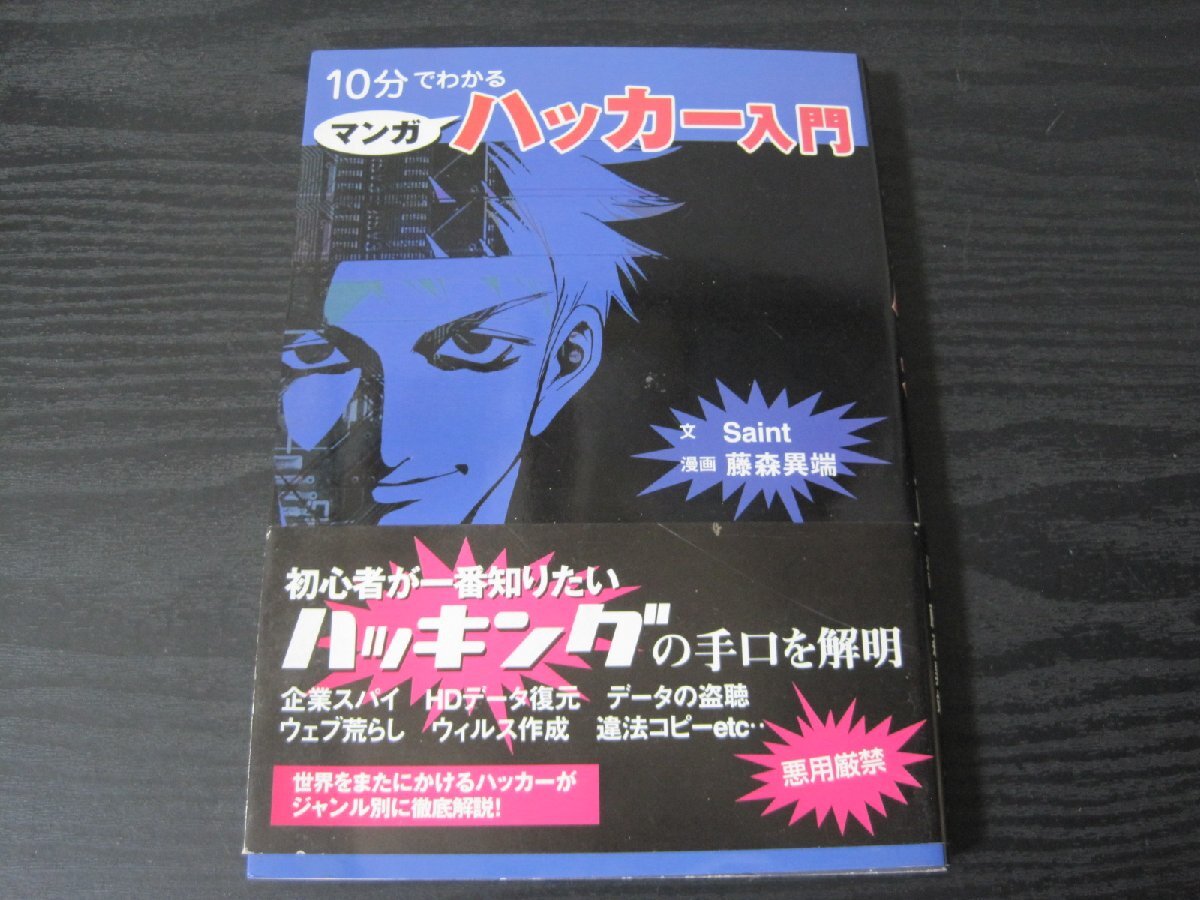 10分でわかる
マンガ ハッカー入門
文 Saint
漫画 藤森異端
初心者が一番知りたい
ハッキングの手口を解明
企業スパイ HDデータ復元 データの盗聴
ウェブ荒らし ウィルス作成 違法コピーetc‥
悪用厳禁
世界をまたにかけるハッカーが
ジャンル別に徹底解説!